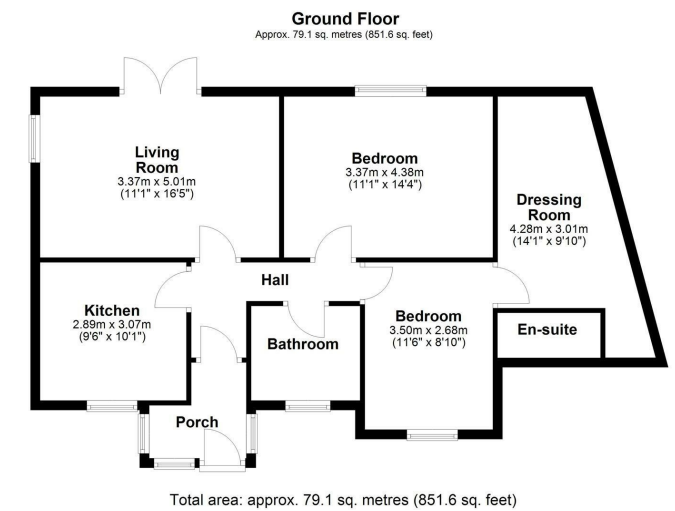 Ground Floor
Approx. 79.1 sq. metres (851.6 sq. feet)
Living
Room
3.37m x 5.01m
(11'1" x 16'5")
Bedroom
3.37m x 4.38m
(11'1" x 14'4")
Dressing
Room
4.28m x 3.01m
(14'1" x 9'10")
Hall
Kitchen
2.89m x 3.07m
(9'6" x 10'1")
Bedroom
3.50m x 2.68m
(11'6" x 8'10")
En-suite
Bathroom
Porch
Total area: approx. 79.1 sq. metres (851.6 sq. feet)